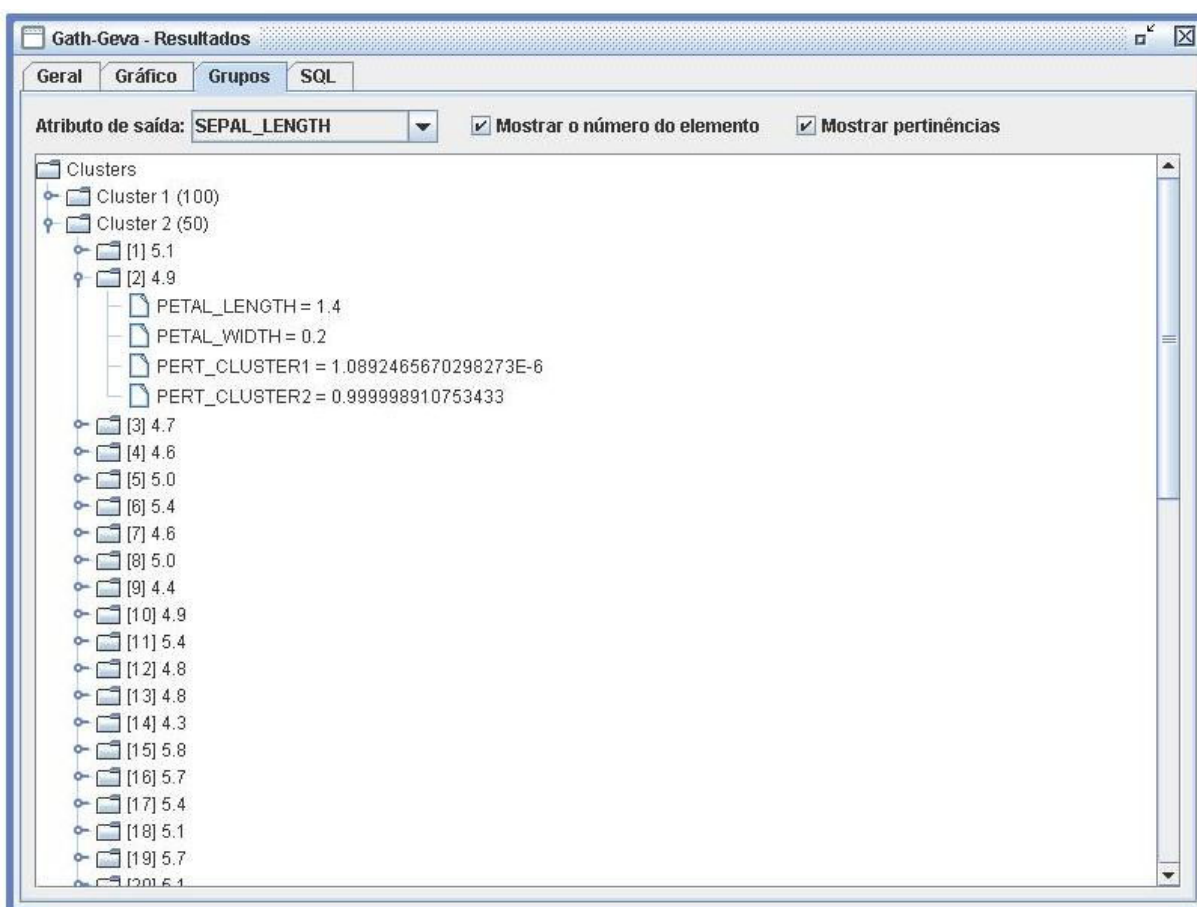 Gath-Geva - Resultados
Geral Gráfico Grupos SQL
Atributo de saída: SEPAL_LENGTH Mostrar o número do elemento Mostrar pertinências
Clusters
Cluster 1 (100)
Cluster 2 (50)
[1] 5.1
[2] 4.9
PETAL_LENGTH = 1.4
PETAL_WIDTH = 0.2
PERT_CLUSTER1 = 1.0892465670298273E-6
PERT_CLUSTER2 = 0.999998910753433
[3] 4.7
[4] 4.6
[5] 5.0
[6] 5.4
[7] 4.6
[8] 5.0
[9] 4.4
[10] 4.9
[11] 5.4
[12] 4.8
[13] 4.8
[14] 4.3
[15] 5.8
[16] 5.7
[17] 5.4
[18] 5.1
[19] 5.7
[20]